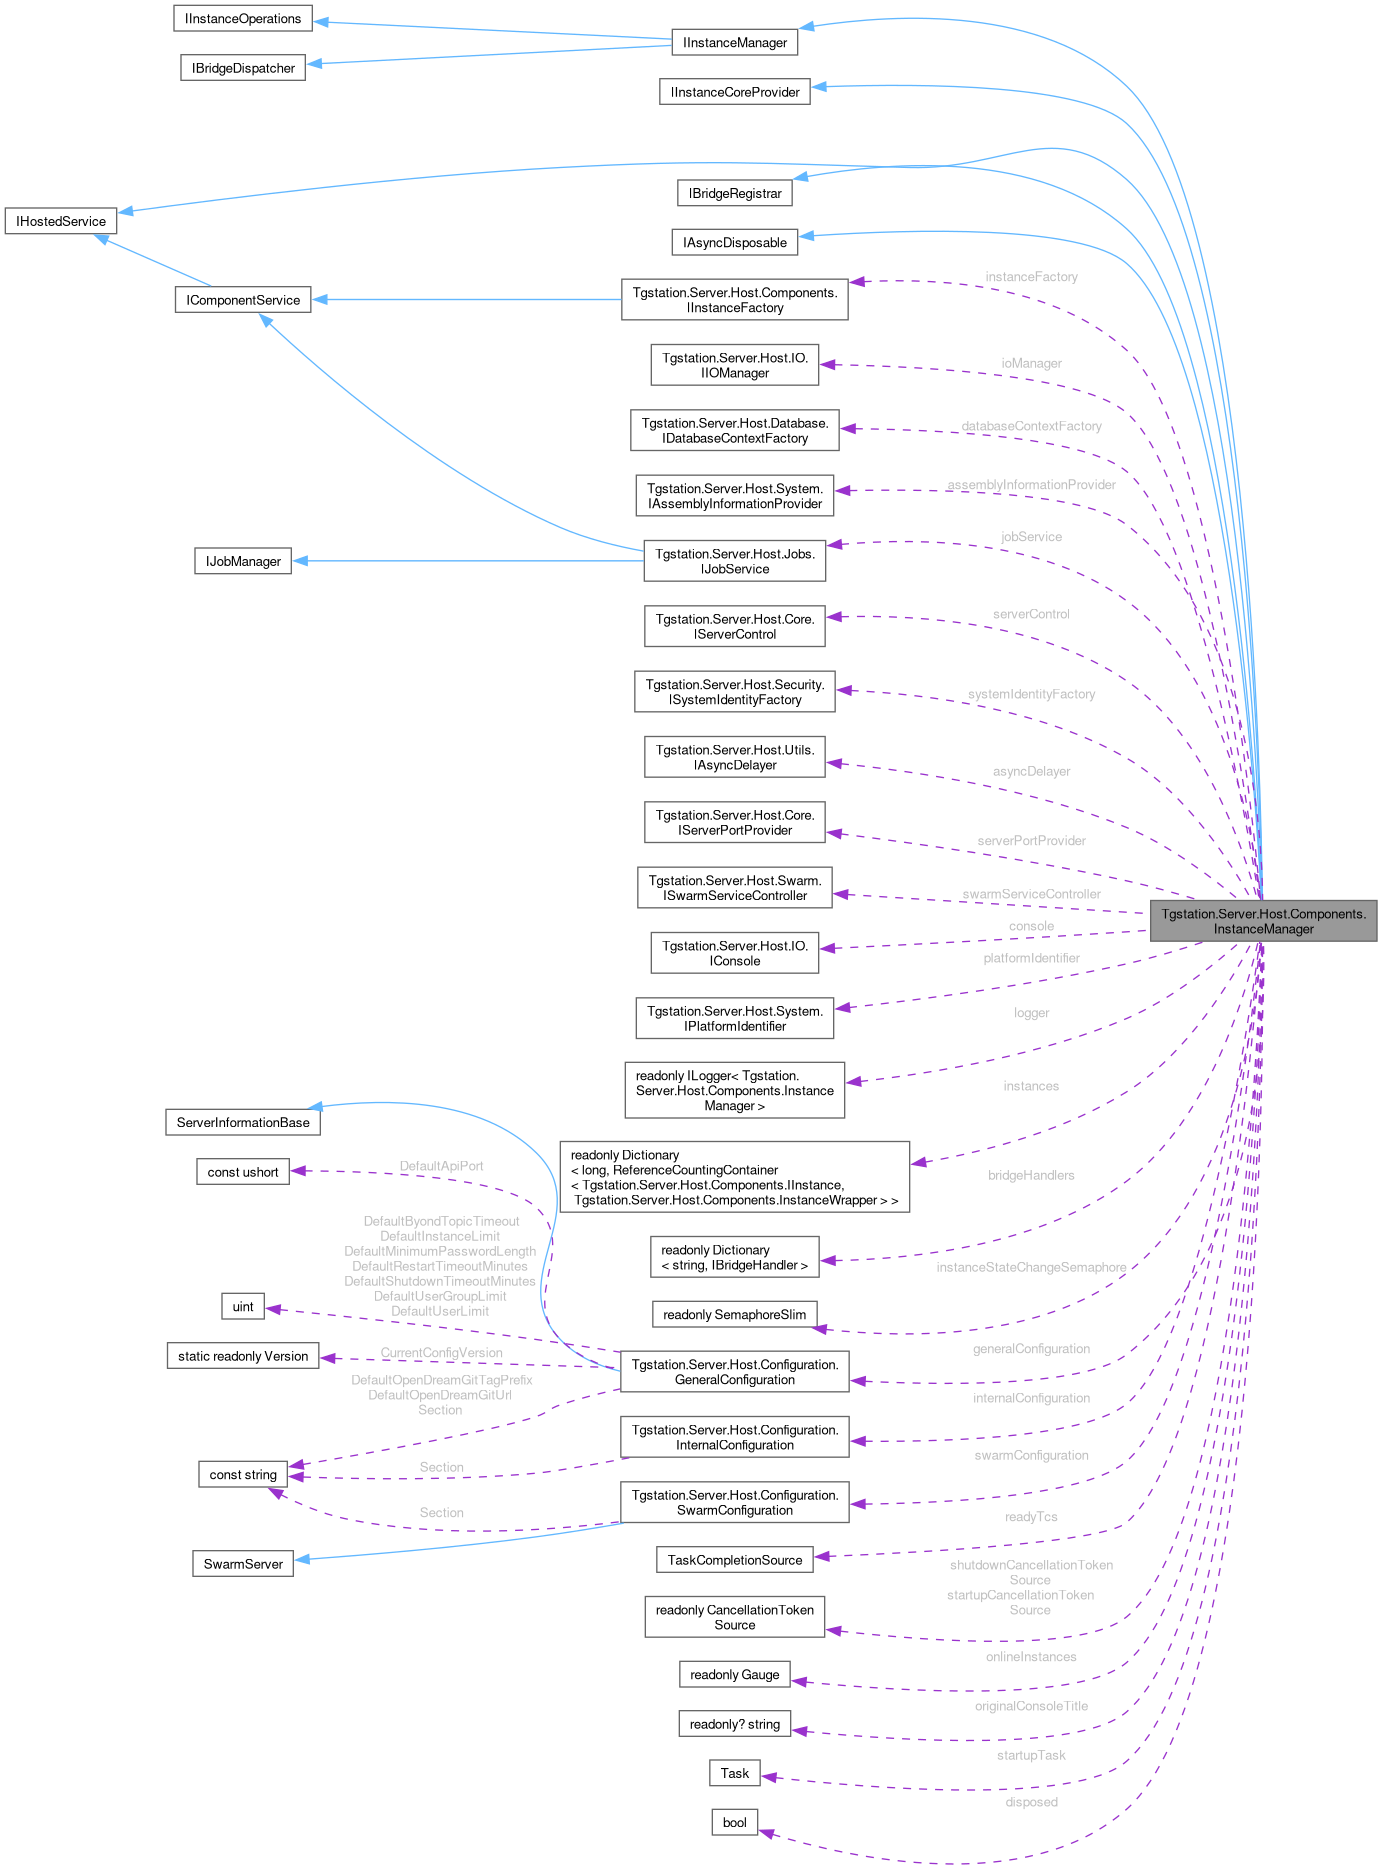 IInstanceOperations
IInstanceManager
IBridgeDispatcher
IInstanceCoreProvider
IBridgeRegistrar
IHostedService
IAsyncDisposable
instanceFactory
IComponentService
Tgstation.Server.Host.Components.
IInstanceFactory
Tgstation.Server.Host.IO.
IIOManager
ioManager
Tgstation.Server.Host.Database.
IDatabaseContextFactory
databaseContextFactory
Tgstation.Server.Host.System.
IAssemblyInformationProvider
assemblyInformationProvider
jobService
IJobManager
Tgstation.Server.Host.Jobs.
IJobService
Tgstation.Server.Host.Core.
IServerControl
serverControl
Tgstation.Server.Host.Security.
ISystemIdentityFactory
systemIdentityFactory
Tgstation.Server.Host.Utils.
IAsyncDelayer
asyncDelayer
Tgstation.Server.Host.Core.
IServerPortProvider
serverPortProvider
Tgstation.Server.Host.Swarm.
ISwarmServiceController
swarmServiceController
Tgstation.Server.Host.Components.
InstanceManager
Tgstation.Server.Host.IO.
IConsole
console
platformIdentifier
Tgstation.Server.Host.System.
IPlatformIdentifier
logger
readonly ILogger< Tgstation.
Server.Host.Components.Instance
Manager >
instances
ServerInformationBase
readonly Dictionary
< long, ReferenceCountingContainer
< Tgstation.Server.Host.Components.IInstance,
Tgstation.Server.Host.Components.InstanceWrapper > >
const ushort
DefaultApiPort
bridgeHandlers
DefaultByondTopicTimeout
DefaultInstanceLimit
DefaultMinimumPasswordLength
DefaultRestartTimeoutMinutes
DefaultShutdownTimeoutMinutes
DefaultUserGroupLimit
DefaultUserLimit
readonly Dictionary
< string, IBridgeHandler >
instanceStateChangeSemaphore
uint
readonly SemaphoreSlim
static readonly Version
CurrentConfigVersion
Tgstation.Server.Host.Configuration.
GeneralConfiguration
generalConfiguration
DefaultOpenDreamGitTagPrefix
DefaultOpenDreamGitUrl
Section
internalConfiguration
Tgstation.Server.Host.Configuration.
InternalConfiguration
const string
Section
swarmConfiguration
Tgstation.Server.Host.Configuration.
SwarmConfiguration
Section
readyTcs
SwarmServer
TaskCompletionSource
shutdownCancellationToken
Source
startupCancellationToken
Source
readonly CancellationToken
Source
onlineInstances
readonly Gauge
originalConsoleTitle
readonly? string
startupTask
Task
disposed
bool